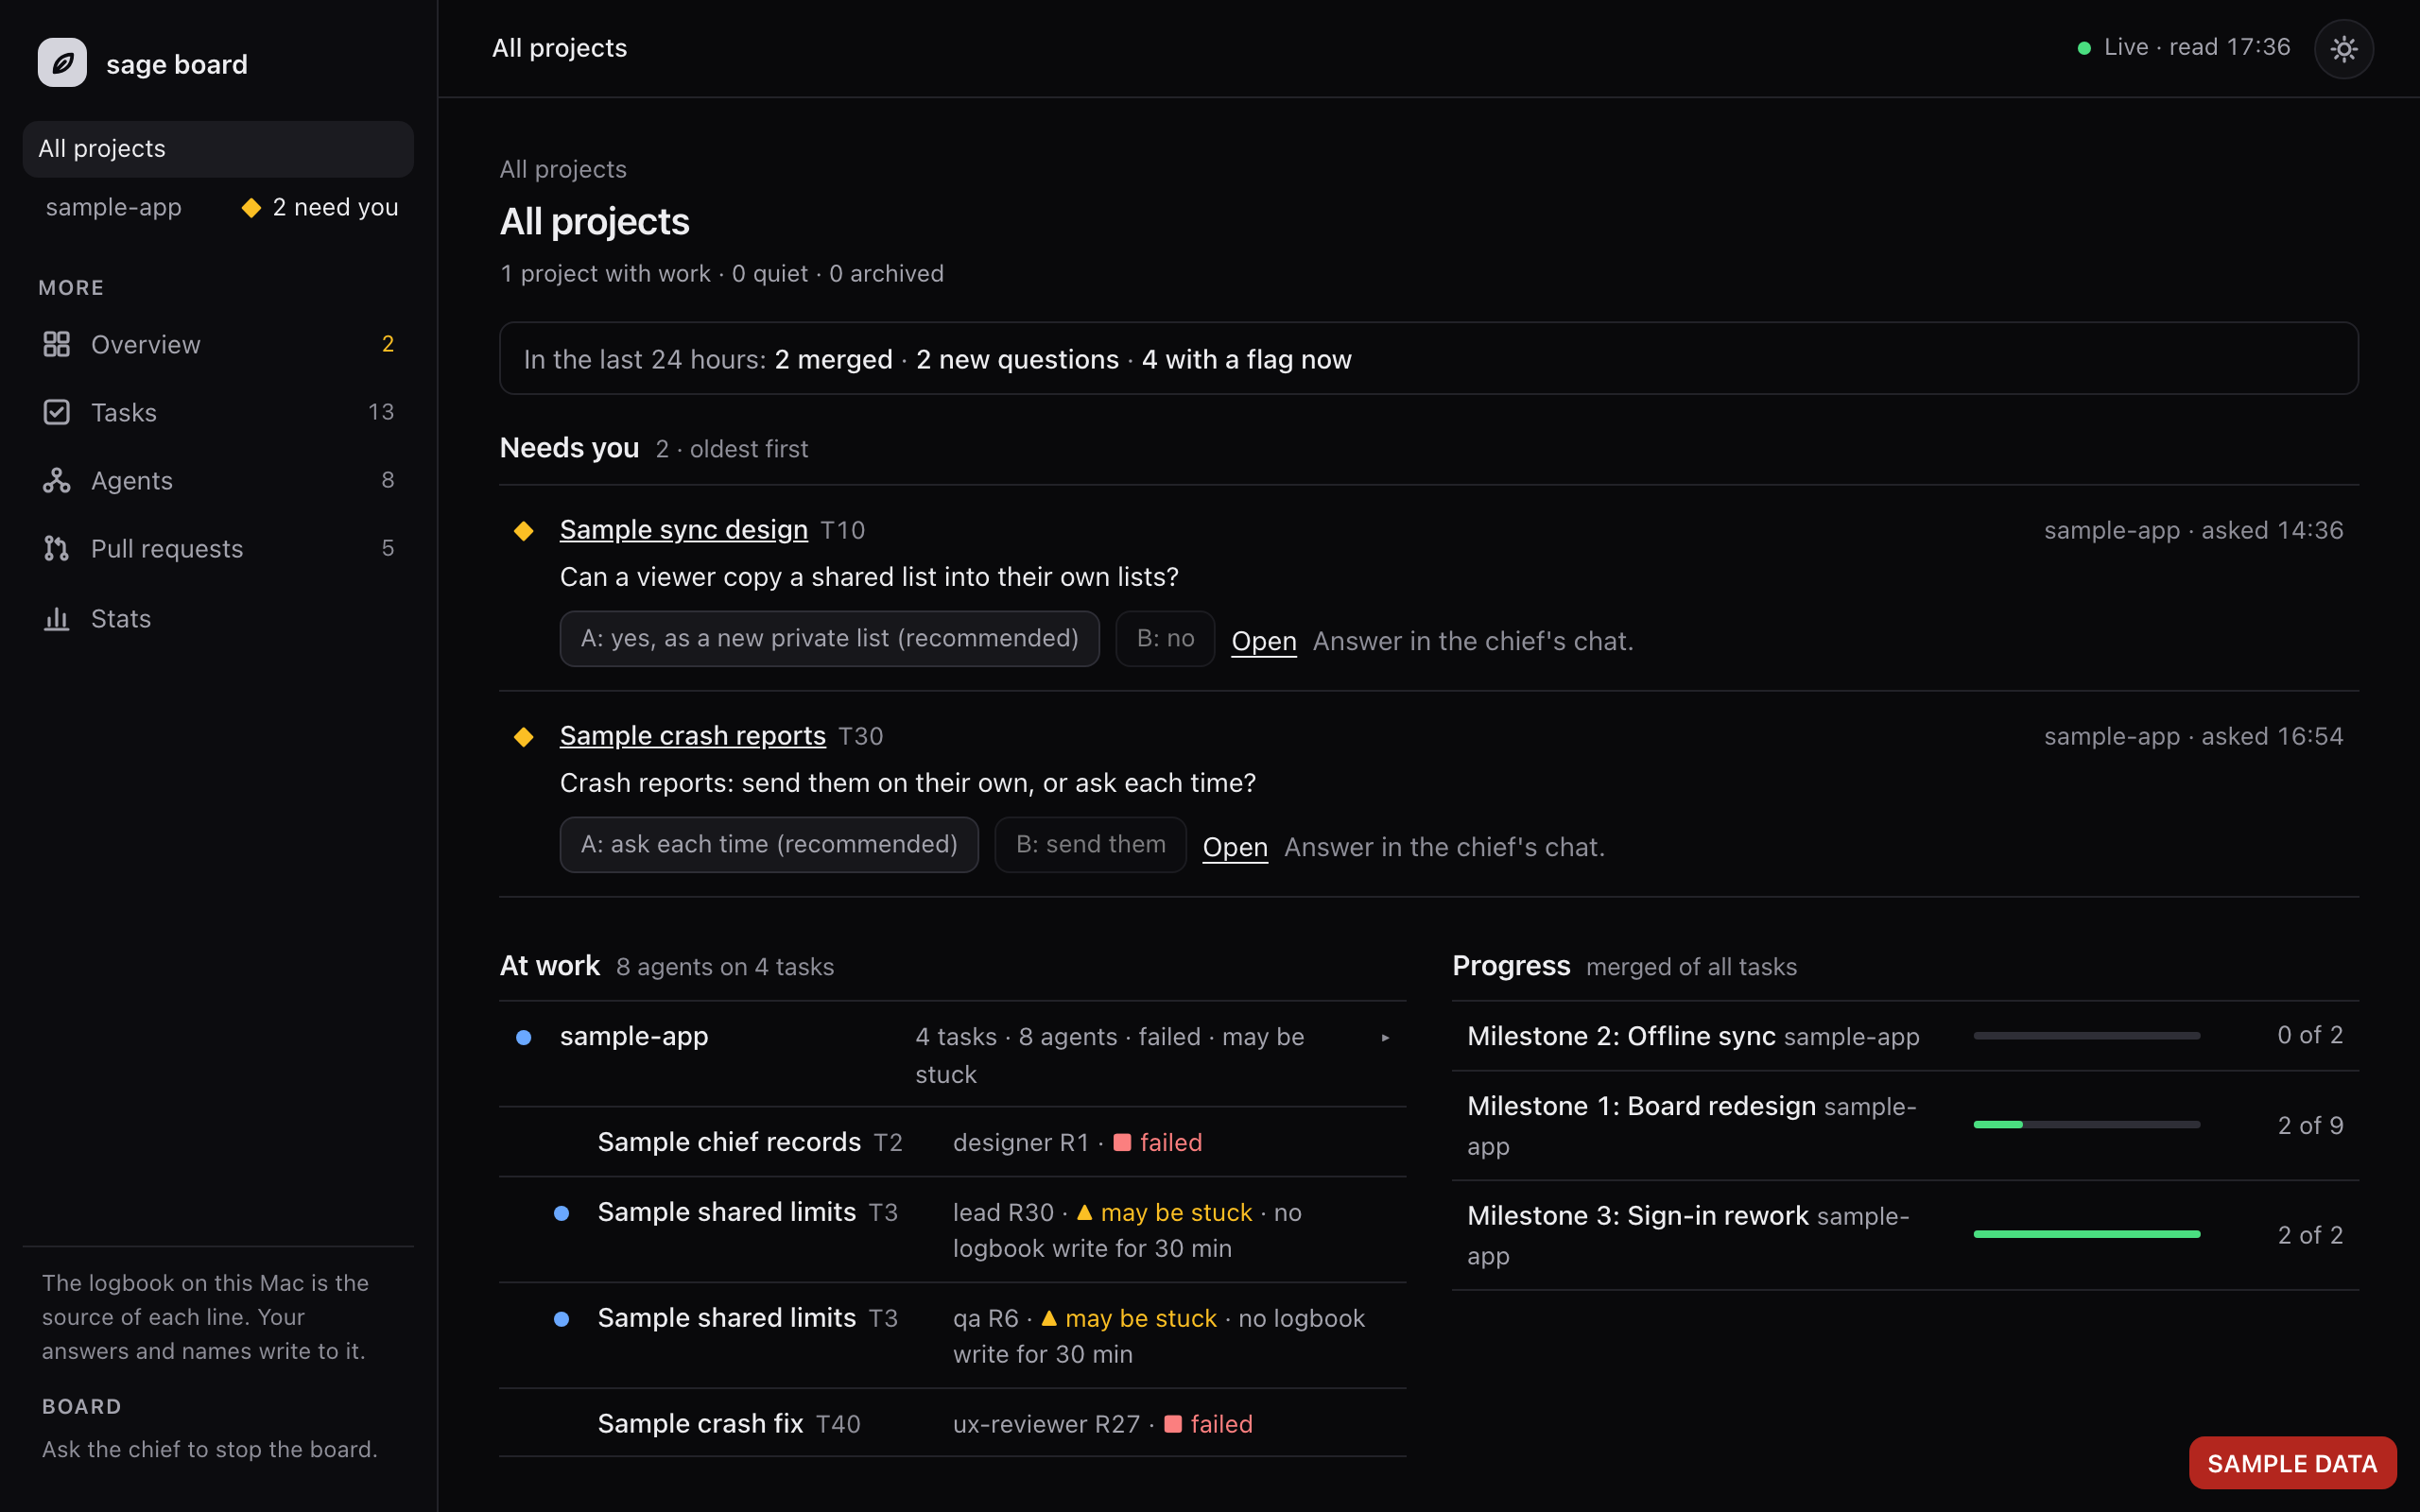 sage board
All projects
sample-app 2 need you
MORE
Overview 2
Tasks 13
Agents 8
Pull requests 5
Stats
The logbook on this Mac is the
source of each line. Your
answers and names write to it.
BOARD
Ask the chief to stop the board.
All projects
Live · read 17:36
All projects
All projects
1 project with work · 0 quiet · 0 archived
In the last 24 hours: 2 merged · 2 new questions · 4 with a flag now
Needs you 2 · oldest first
Sample sync design T10 sample-app · asked 14:36
Can a viewer copy a shared list into their own lists?
A: yes, as a new private list (recommended) B: no Open Answer in the chief's chat.
Sample crash reports T30 sample-app · asked 16:54
Crash reports: send them on their own, or ask each time?
A: ask each time (recommended) B: send them Open Answer in the chief's chat.
At work 8 agents on 4 tasks
sample-app 4 tasks · 8 agents · failed · may be
stuck
Sample chief records T2 designer R1 · failed
Sample shared limits T3 lead R30 · may be stuck · no
logbook write for 30 min
Sample shared limits T3 qa R6 · may be stuck · no logbook
write for 30 min
Sample crash fix T40 ux-reviewer R27 · failed
Progress merged of all tasks
Milestone 2: Offline sync sample-app 0 of 2
Milestone 1: Board redesign sample-
app 2 of 9
Milestone 3: Sign-in rework sample-
app 2 of 2
SAMPLE DATA